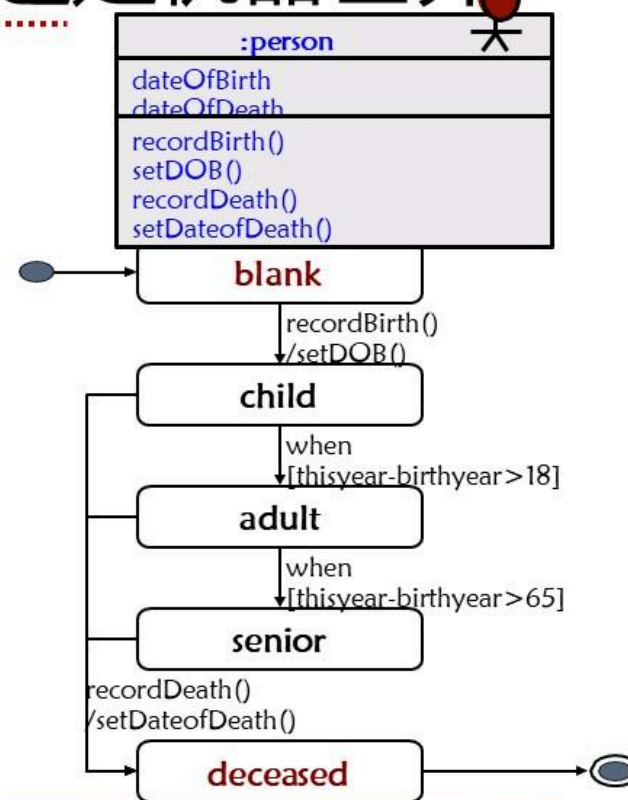 :person
dateOfBirth
dateOfDeath
recordBirth()
setDOB()
recordDeath()
setDateofDeath()
blank
recordBirth()
/setDOB()
child
when
[thisyear-birthyear>18]
adult
when
[thisyear-birthyear>65]
senior
recordDeath()
/setDateofDeath()
deceased